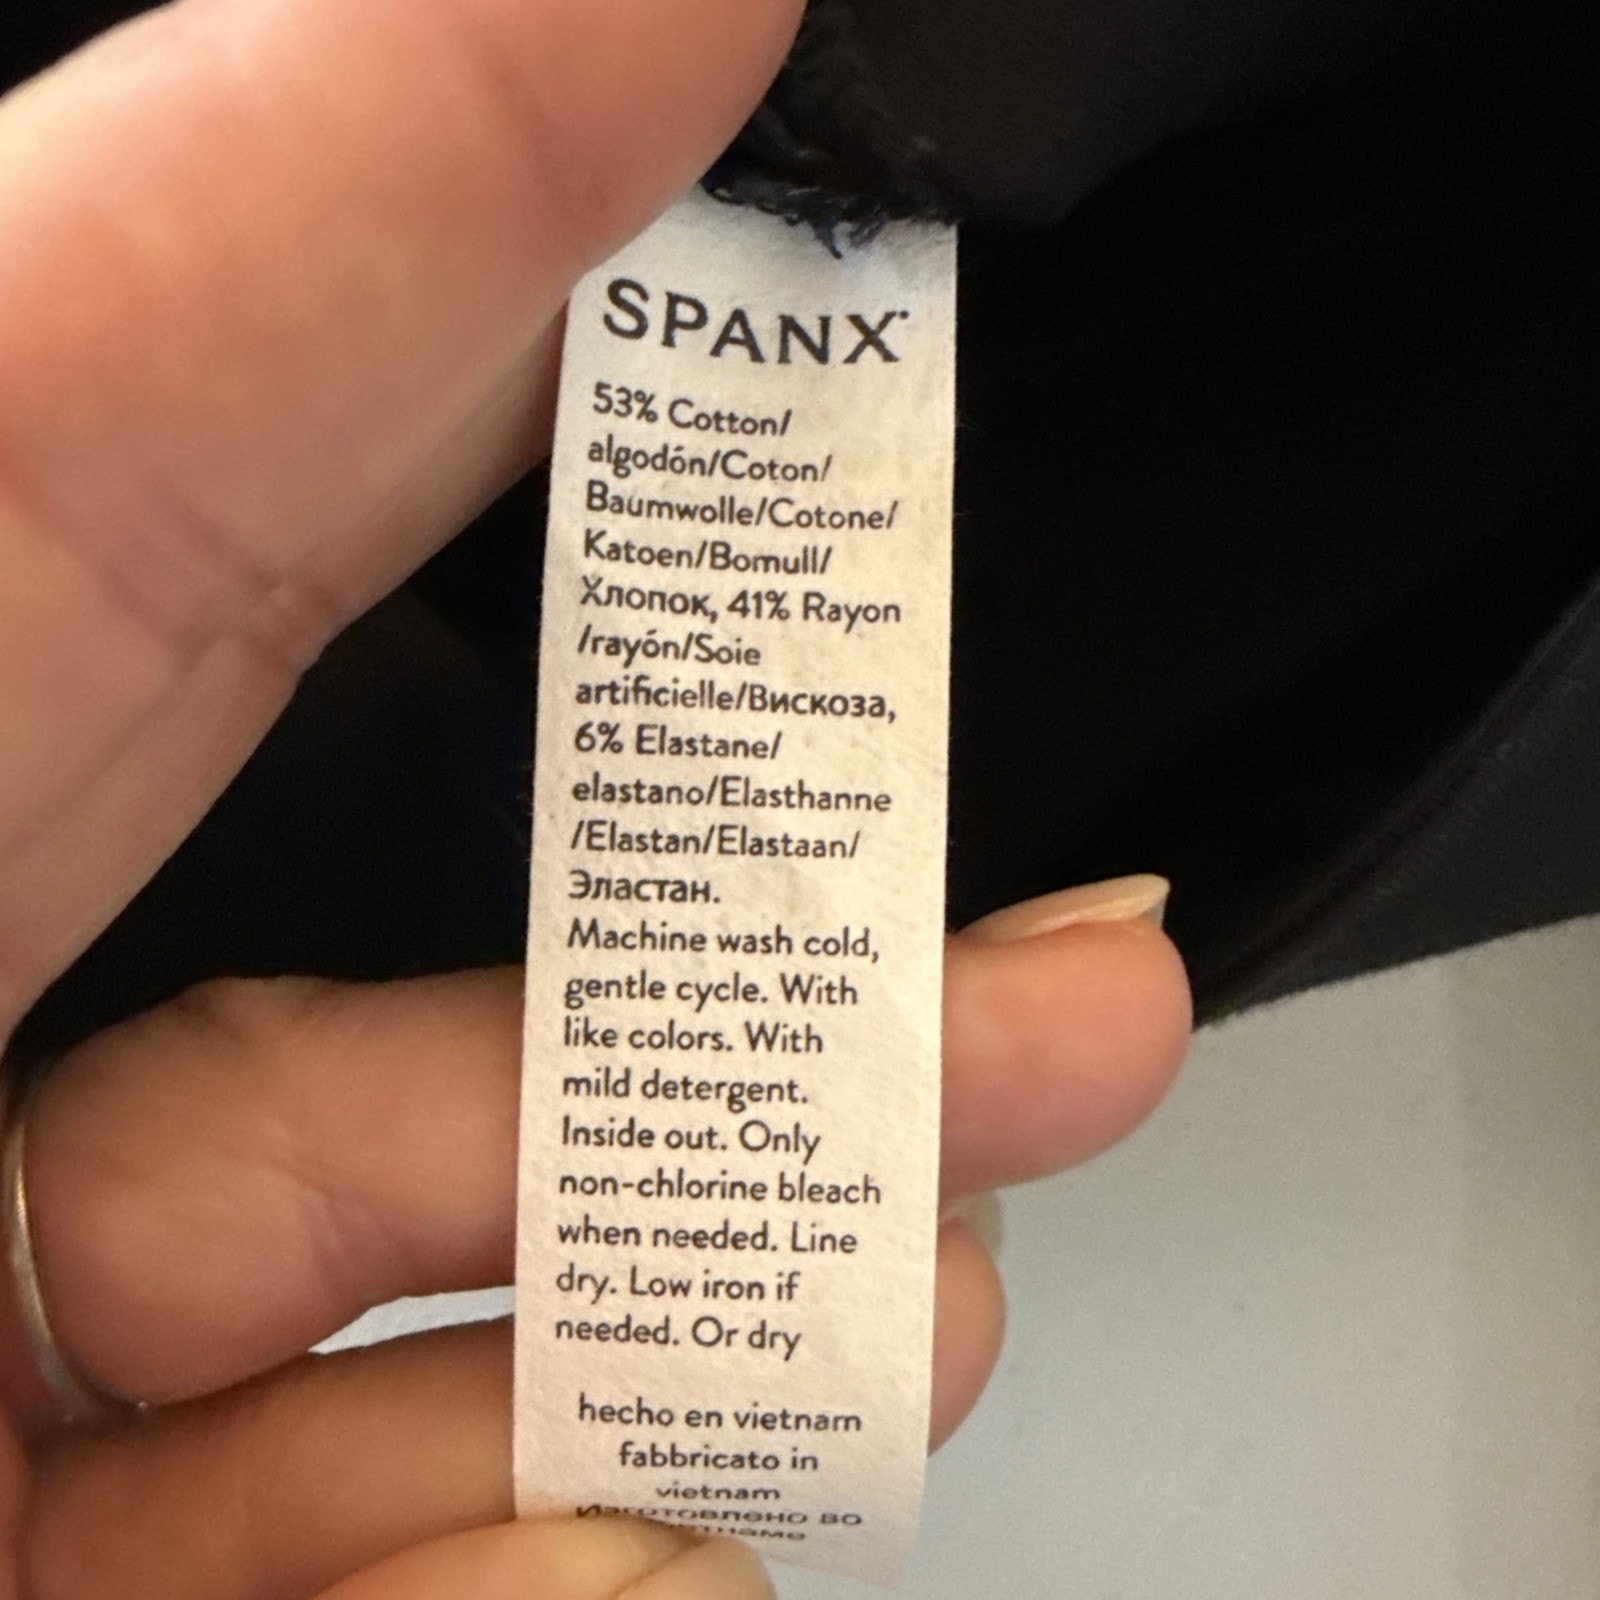 SPANX
53% Cotton/
algodón/Coton/
Baumwolle/Cotone/
Katoen/Bomull/
Хлопок, 41% Rayon
/rayón/Soie
artificielle/Вискоза,
6% Elastane/
elastano/Elasthanne
/Elastan/Elastaan/
Эластан.
Machine wash cold,
gentle cycle. With
like colors. With
mild detergent.
Inside out. Only
non-chlorine bleach
when needed. Line
dry. Low iron if
needed. Or dry
hecho en vietnam
fabbricato in
vietnam
Изготовлено во